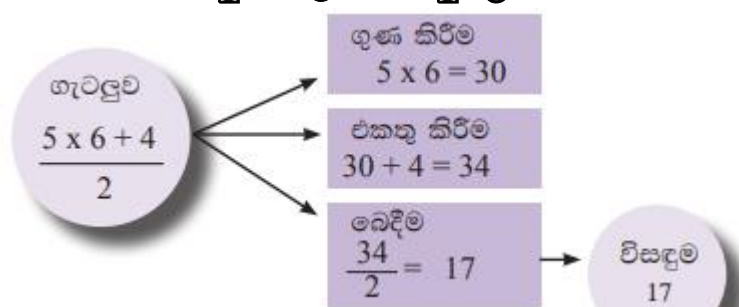 ගැටලුව
5 x 6 + 4
2
ගුණ කිරීම
5 x 6 = 30
එකතු කිරීම
30 + 4 = 34
බෙදීම
34
2
= 17
විසඳුම
17